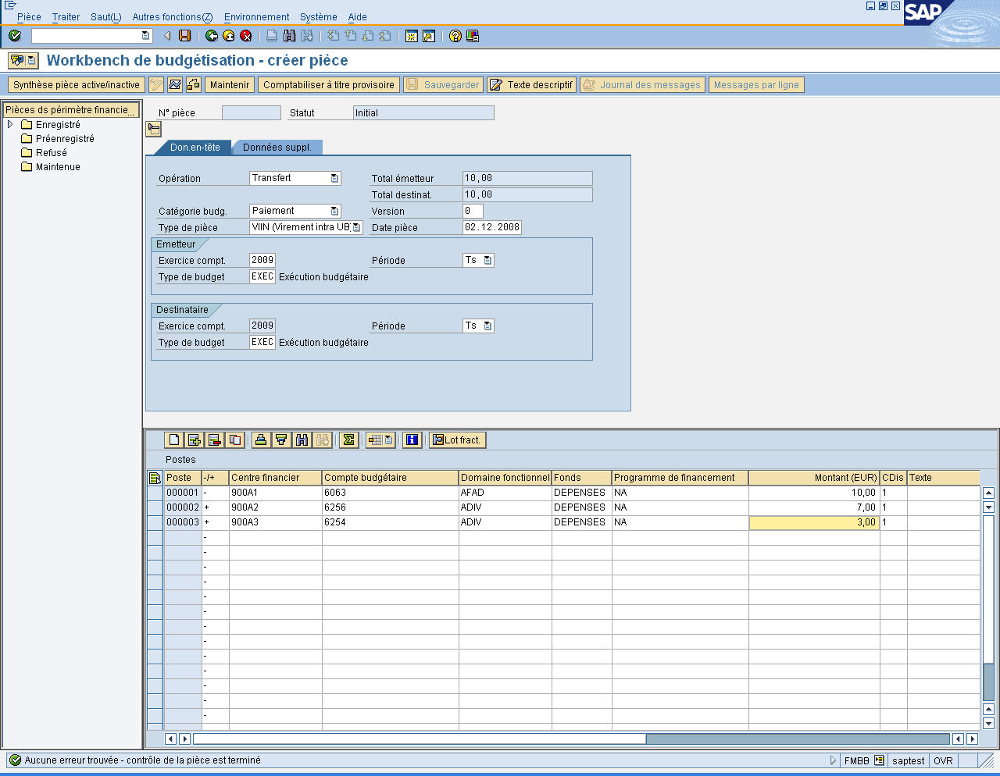 Pièce Traiter Saut(L) Autres fonctions(Z) Environnement Système Aide
SAP
Workbench de budgétisation - créer pièce
Synthèse pièce active/inactive Maintenir Comptabiliser à titre provisoire Sauvegarder Texte descriptif Journal des messages Messages par ligne
Pièces ds périmètre financie...
Enregistré
Préenregistré
Refusé
Maintenue
N° pièce Statut Initial
Don.en-tête Données suppl.
Opération Transfert Total émetteur 10,00
Total destinat. 10,00
Catégorie budg. Paiement Version 0
Type de pièce VIIN (Virement intra UB) Date pièce 02.12.2008
Emetteur
Exercice compt. 2009 Période Ts
Type de budget EXEC Exécution budgétaire
Destinataire
Exercice compt. 2009 Période Ts
Type de budget EXEC Exécution budgétaire
Lot fract.
Postes
Poste -/+ Centre financier Compte budgétaire Domaine fonctionnel Fonds Programme de financement Montant (EUR) CDis Texte
000001 - 900A1 6063 AFAD DEPENSES NA 10,00 1
000002 + 900A2 6256 ADIV DEPENSES NA 7,00 1
000003 + 900A3 6254 ADIV DEPENSES NA 3,00 1
-
-
-
-
-
-
-
-
-
-
-
-
-
Aucune erreur trouvée - contrôle de la pièce est terminé FMBB saptest OVR